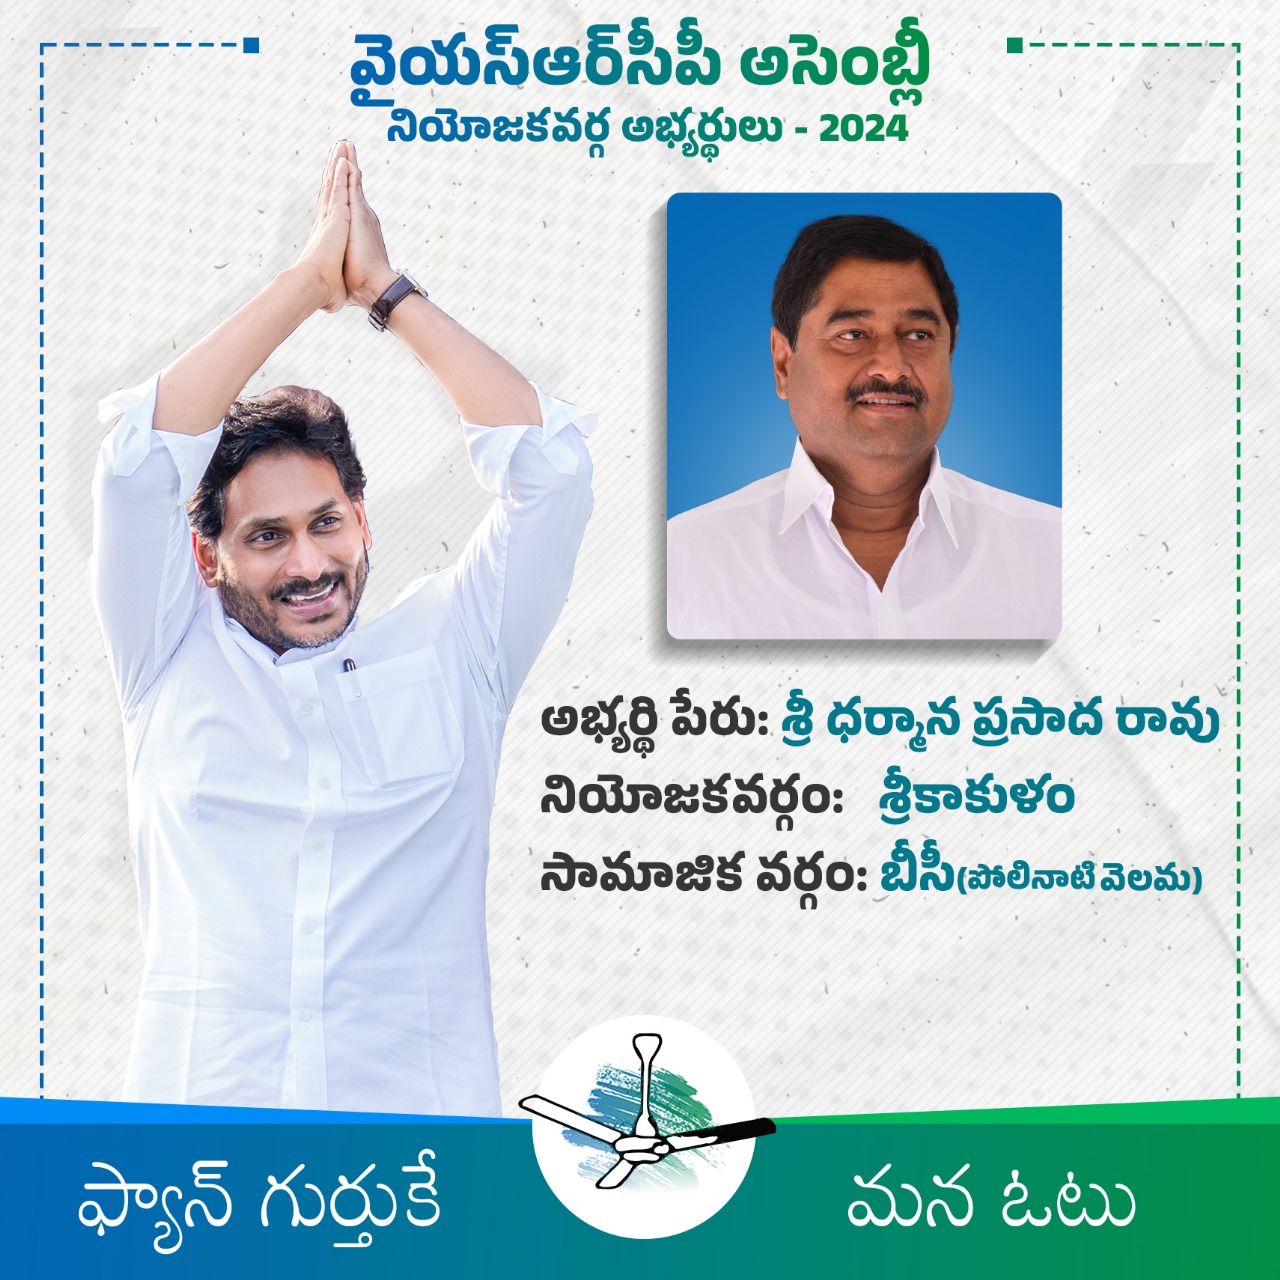 వైయస్ఆర్‌సీపీ అసెంబ్లీ
నియోజకవర్గ అభ్యర్థులు - 2024
అభ్యర్థి పేరు: శ్రీ ధర్మాన ప్రసాద రావు
నియోజకవర్గం: శ్రీకాకుళం
సామాజిక వర్గం: బీసీ(పోలినాటి వెలమ)
ఫ్యాన్ గుర్తుకే మన ఓటు